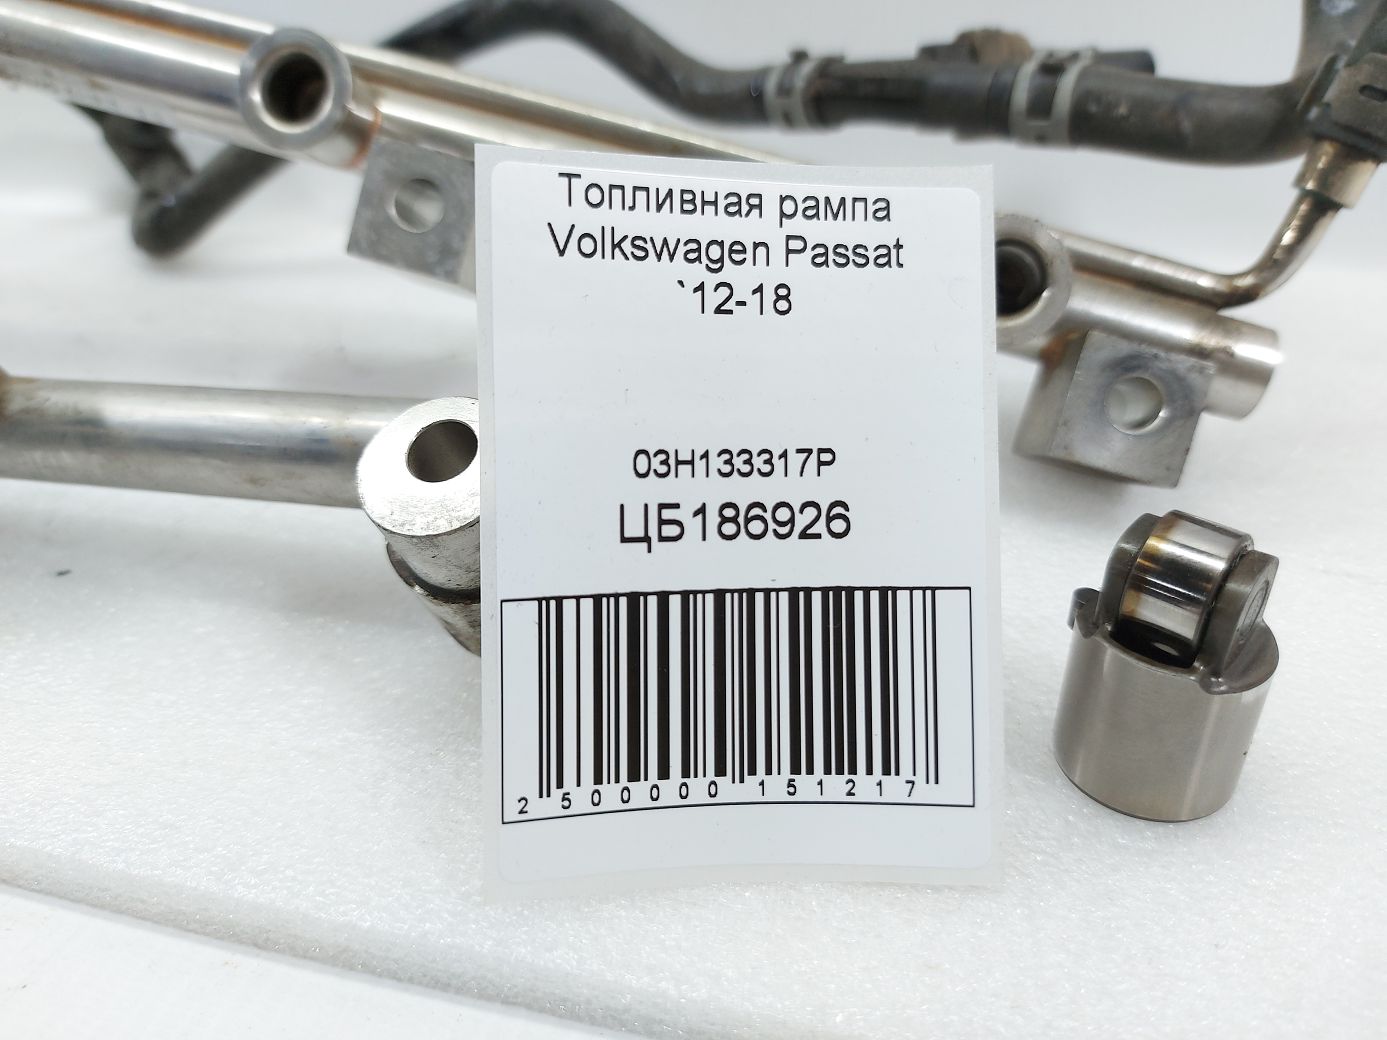 Топливная рампа
Volkswagen Passat
`12-18
03H133317P
ЦБ186926
2 500000 151217